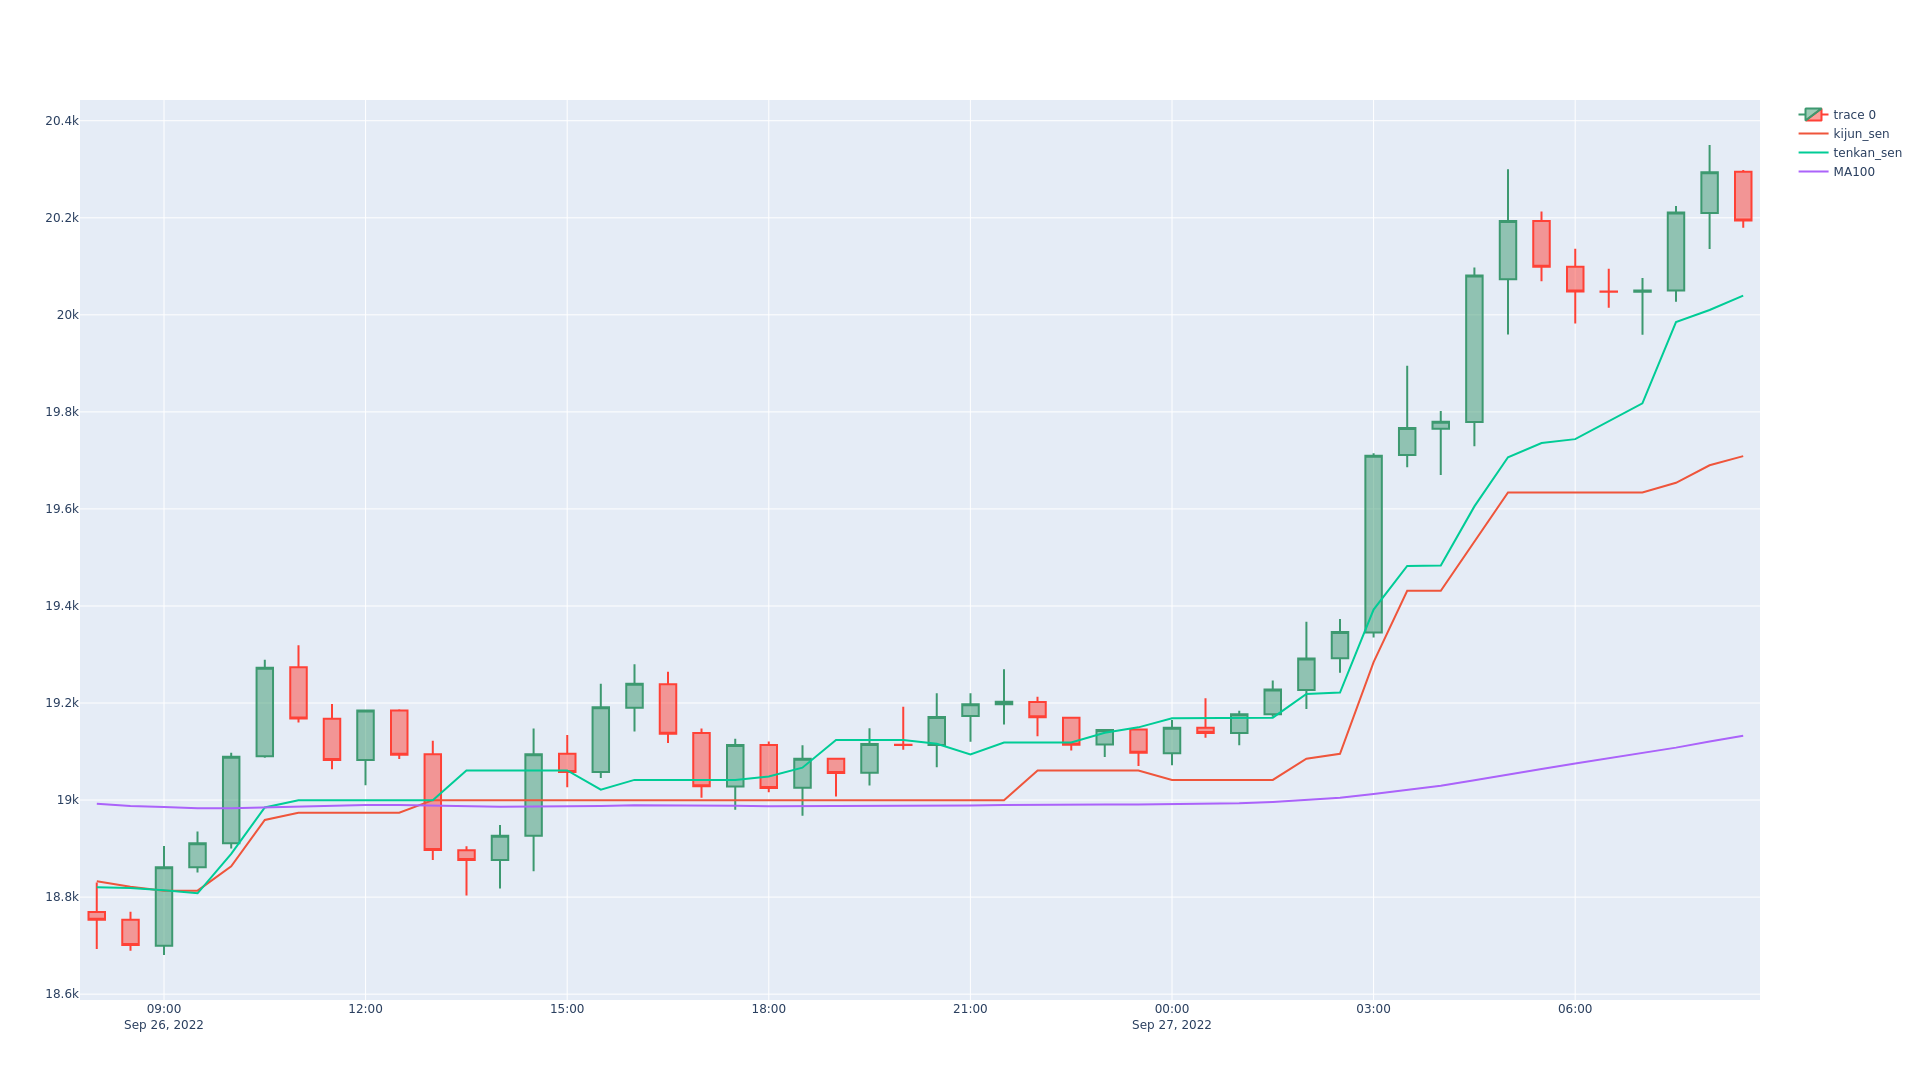 20.4k
20.2k
20k
19.8k
19.6k
19.4k
19.2k
19k
18.8k
18.6k
09:00 12:00 15:00 18:00 21:00 00:00 03:00 06:00
Sep 26, 2022 Sep 27, 2022
trace 0
kijun_sen
tenkan_sen
MA100